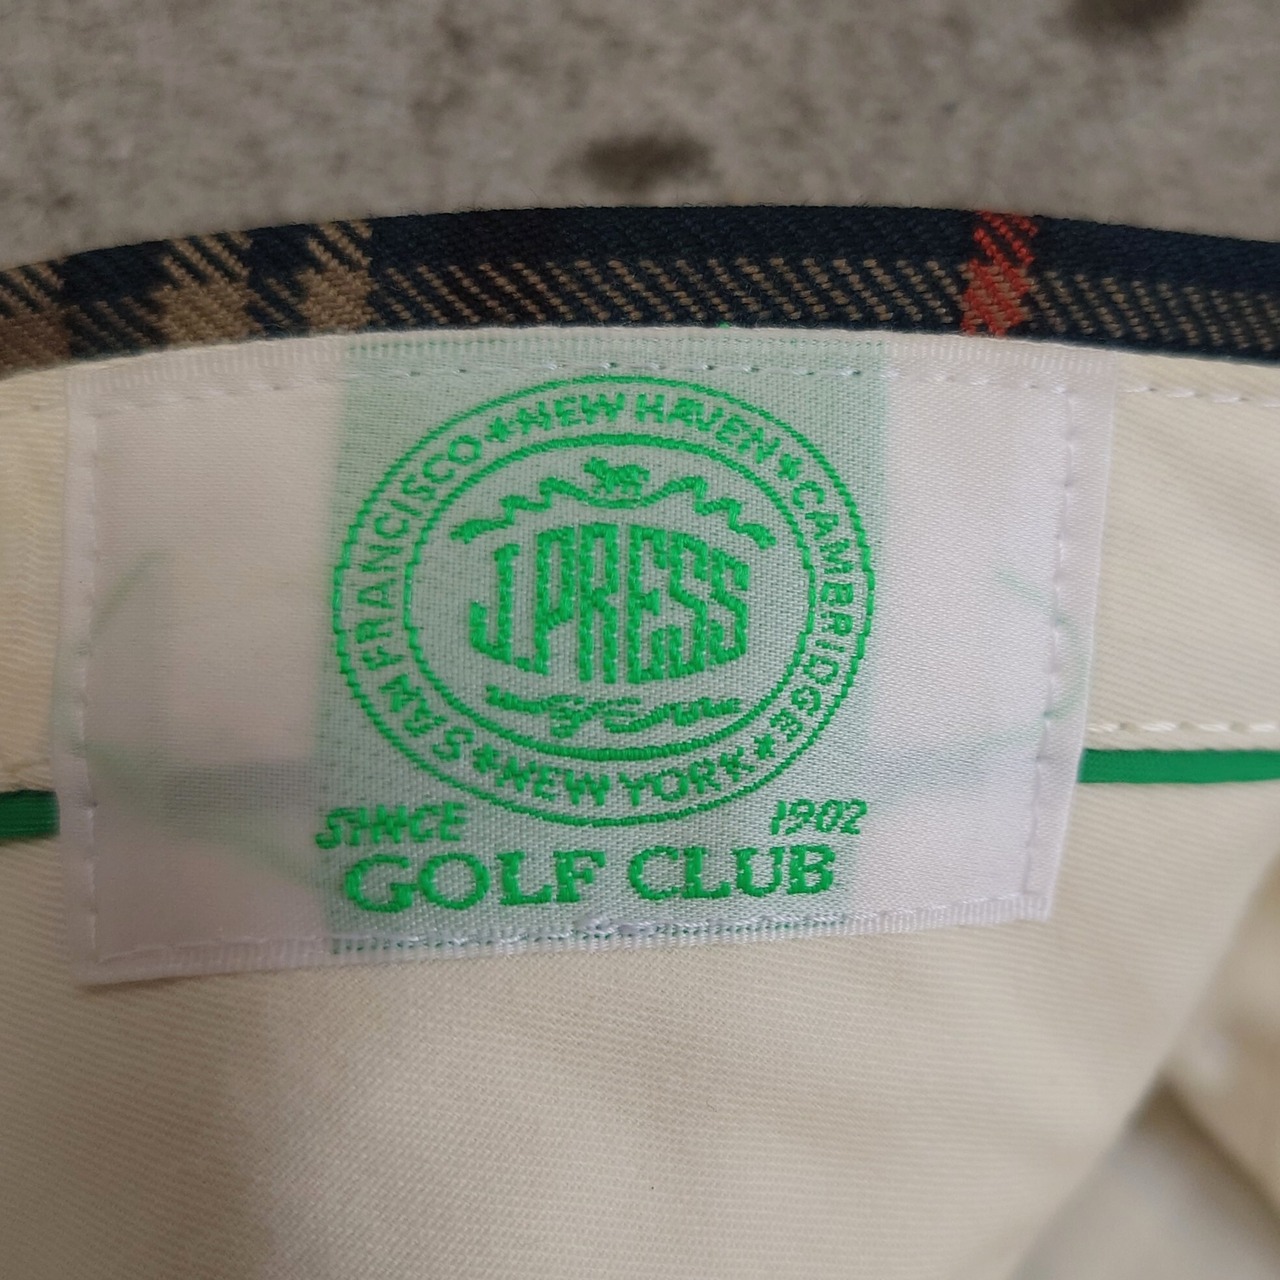 SAN FRANCISCO★NEW HAVEN★CAMBRIDGE★NEW YORK★
J.PRESS
SINCE 1902
GOLF CLUB